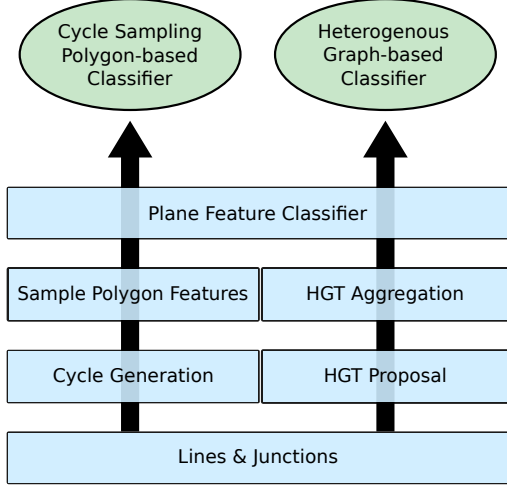 Cycle Sampling
Polygon-based
Classifier
Heterogenous
Graph-based
Classifier
Plane Feature Classifier
Sample Polygon Features
HGT Aggregation
Cycle Generation
HGT Proposal
Lines & Junctions